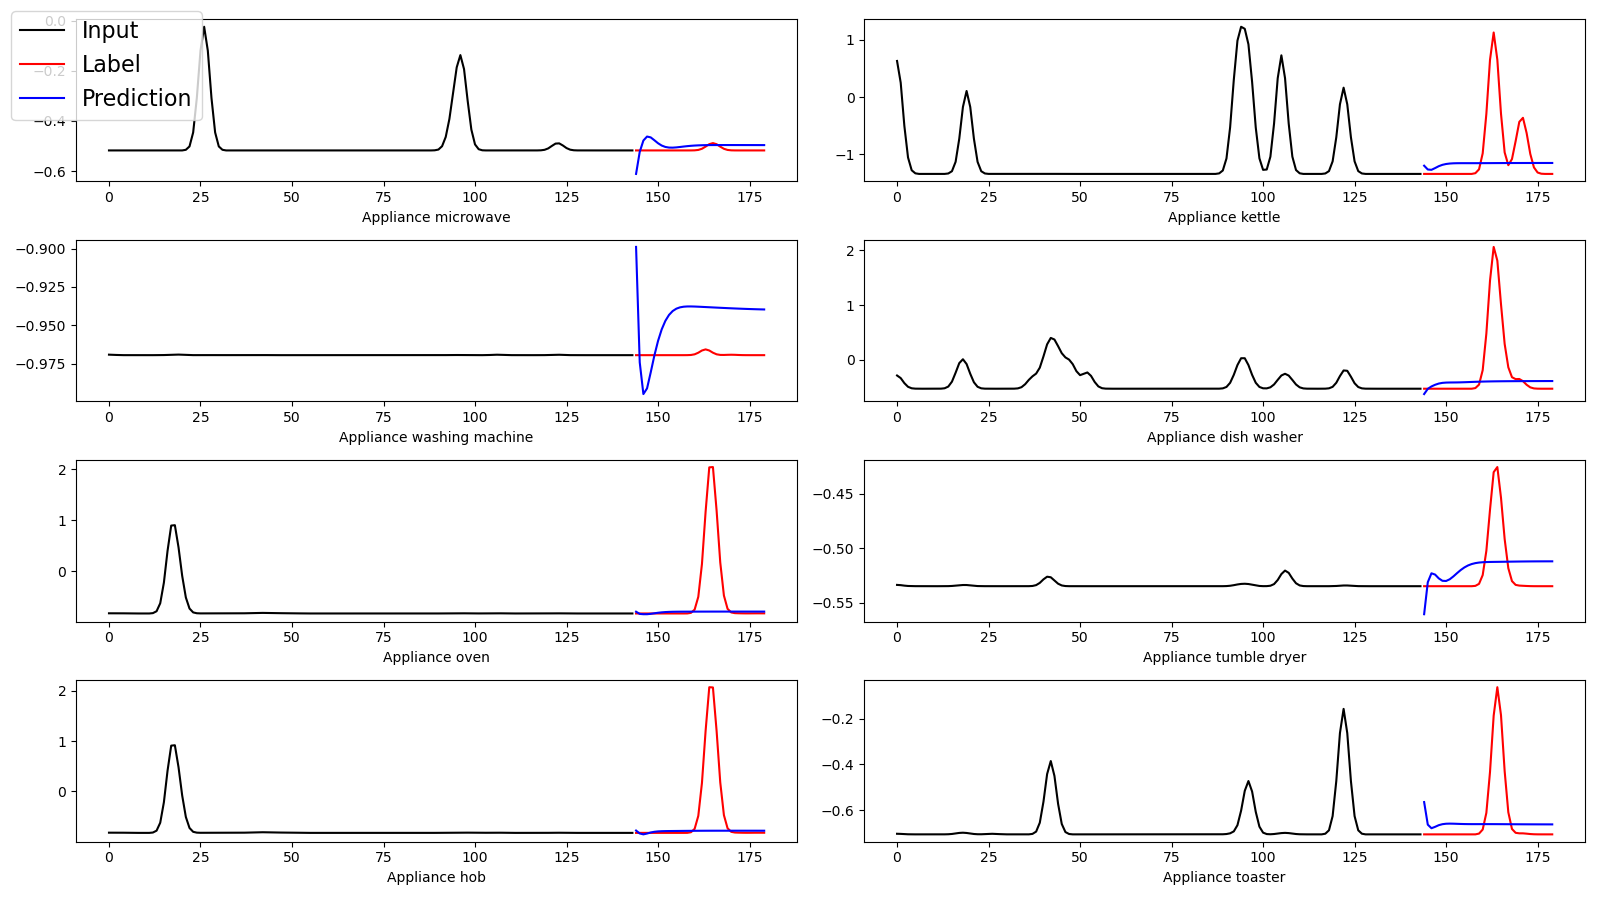 Input
Label
Prediction
0.0
−0.2
−0.4
−0.6
0 25 50 75 100 125 150 175
Appliance microwave
1
0
−1
0 25 50 75 100 125 150 175
Appliance kettle
−0.900
−0.925
−0.950
−0.975
0 25 50 75 100 125 150 175
Appliance washing machine
2
1
0
0 25 50 75 100 125 150 175
Appliance dish washer
2
1
0
0 25 50 75 100 125 150 175
Appliance oven
−0.45
−0.50
−0.55
0 25 50 75 100 125 150 175
Appliance tumble dryer
2
1
0
0 25 50 75 100 125 150 175
Appliance hob
−0.2
−0.4
−0.6
0 25 50 75 100 125 150 175
Appliance toaster